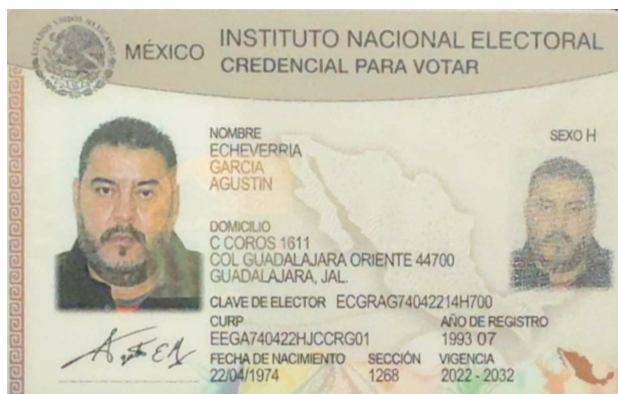 MÉXICO
INSTITUTO NACIONAL ELECTORAL
CREDENCIAL PARA VOTAR
NOMBRE
ECHEVERRIA
GARCIA
AGUSTIN
SEXO H
DOMICILIO
C COROS 1611
COL GUADALAJARA ORIENTE 44700
GUADALAJARA, JAL.
CLAVE DE ELECTOR ECGRAG74042214H700
CURP
EEGA740422HJCCRG01
AÑO DE REGISTRO
1993 07
FECHA DE NACIMIENTO
22/04/1974
SECCIÓN
1268
VIGENCIA
2022 - 2032